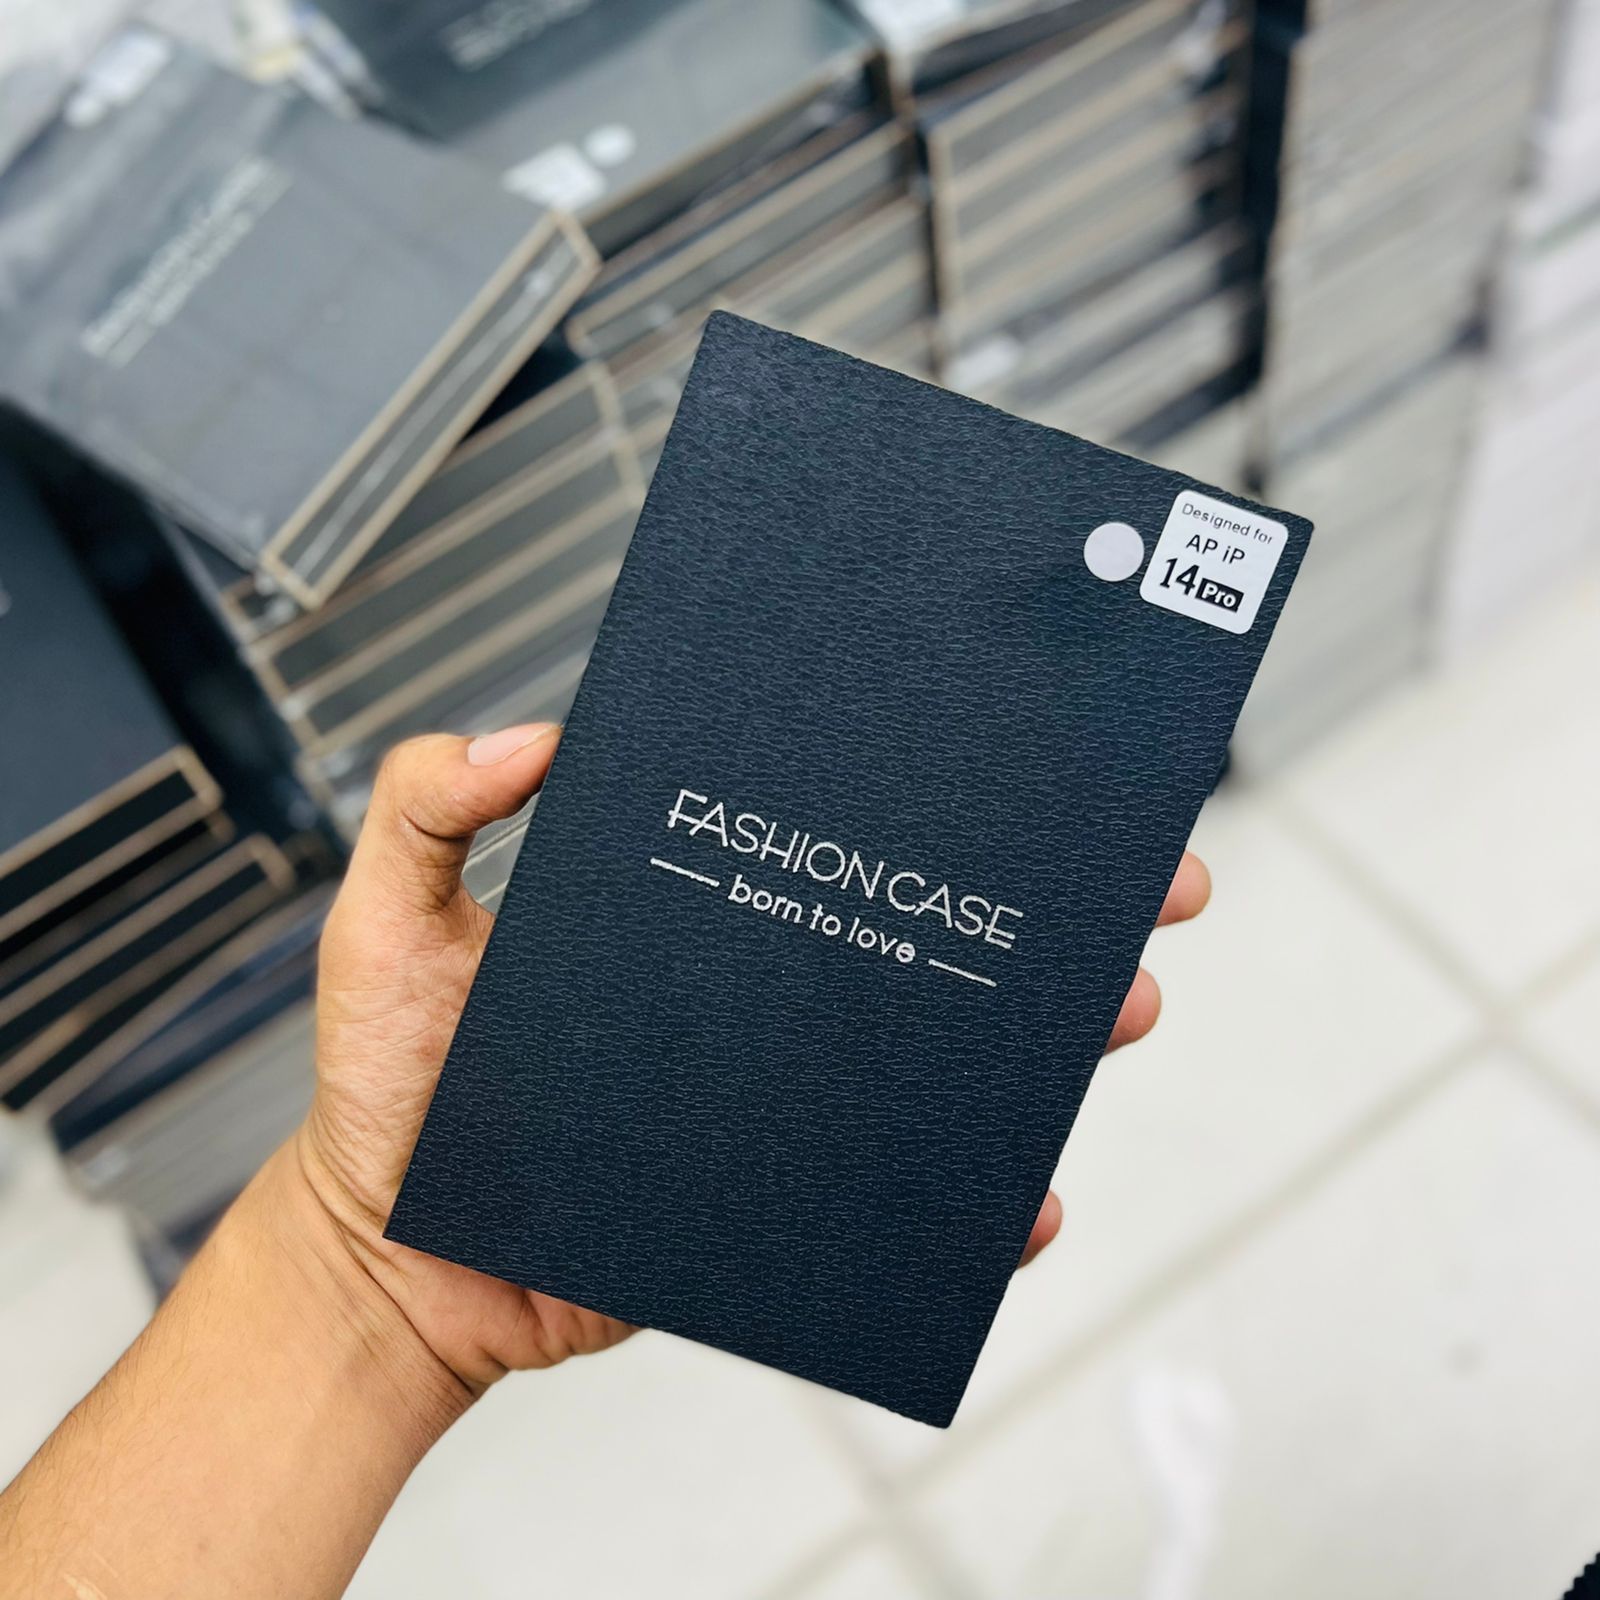 Designed for
AP iP
14 Pro
FASHION CASE
born to love